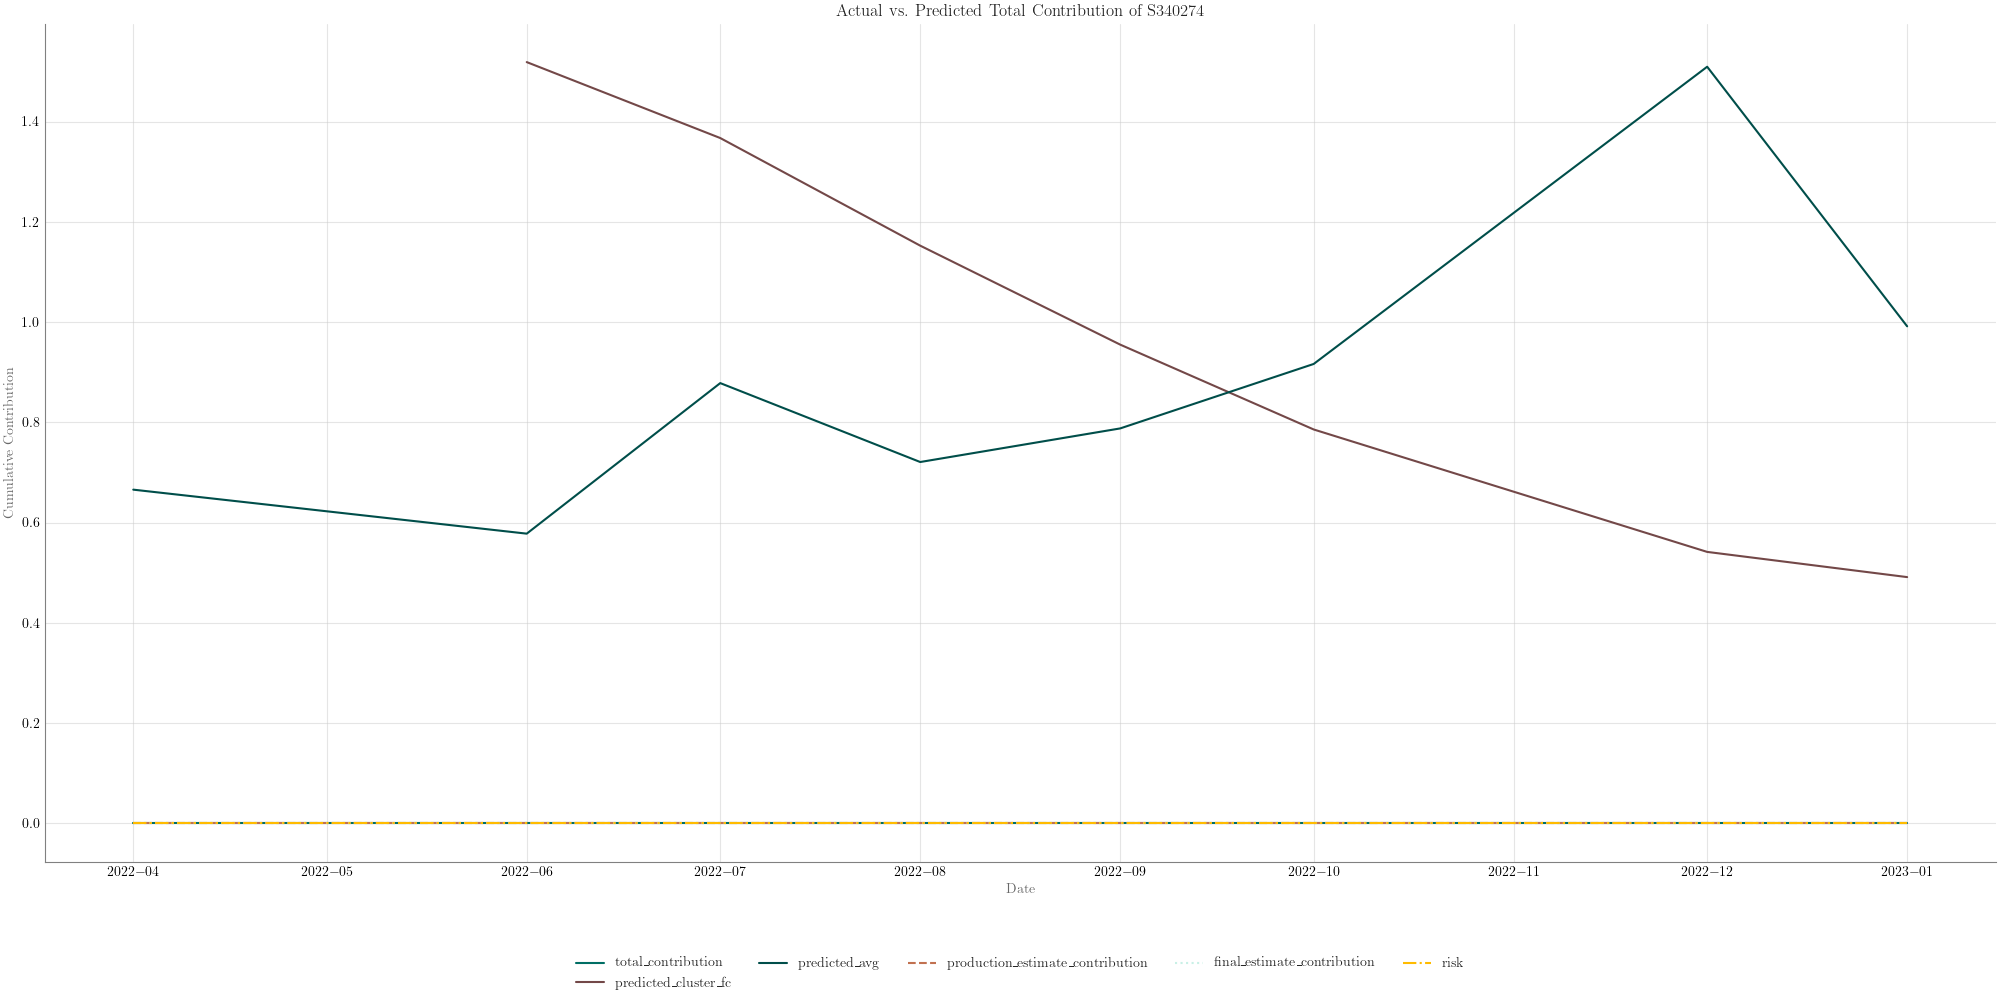 Actual vs. Predicted Total Contribution of S340274
Cumulative Contribution
1.4
1.2
1.0
0.8
0.6
0.4
0.2
0.0
2022−04 2022−05 2022−06 2022−07 2022−08 2022−09 2022−10 2022−11 2022−12 2023−01
Date
total_contribution predicted_avg production_estimate_contribution final_estimate_contribution risk
predicted_cluster_fc